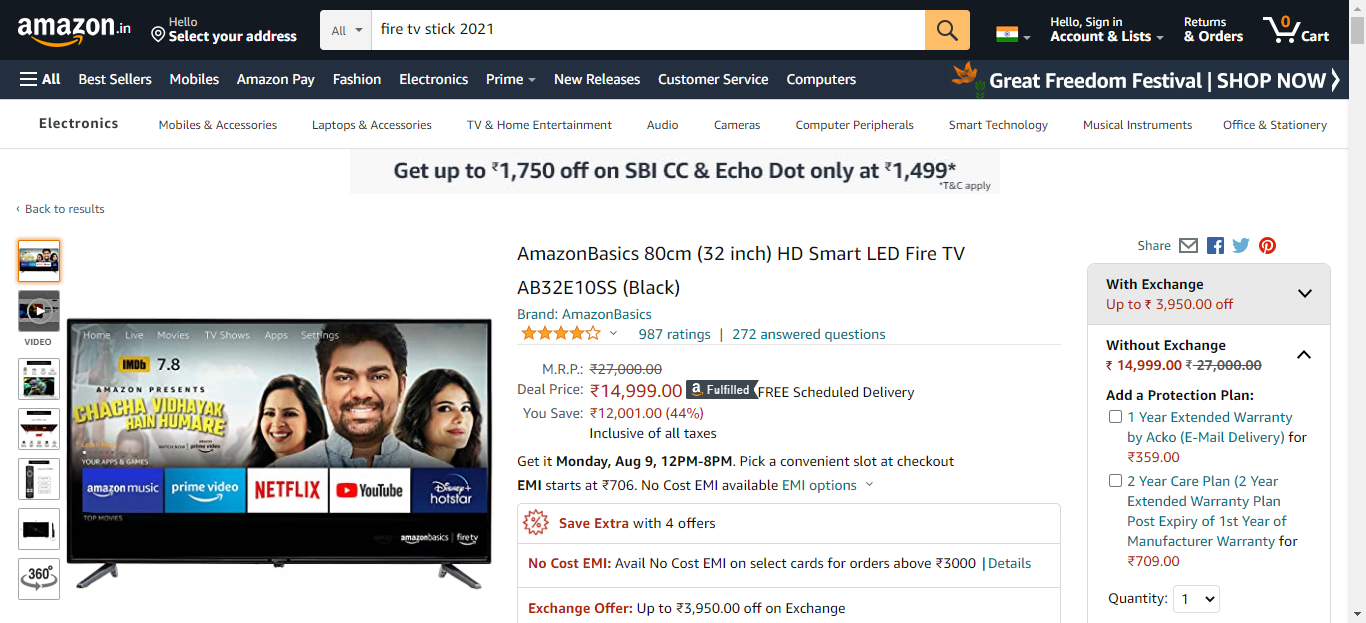 amazon.in
Hello
Select your address
All
fire tv stick 2021
Hello, Sign in
Account & Lists
Returns
& Orders
0
Cart
All
Best Sellers
Mobiles
Amazon Pay
Fashion
Electronics
Prime
New Releases
Customer Service
Computers
Great Freedom Festival | SHOP NOW
Electronics
Mobiles & Accessories
Laptops & Accessories
TV & Home Entertainment
Audio
Cameras
Computer Peripherals
Smart Technology
Musical Instruments
Office & Stationery
Get up to ₹1,750 off on SBI CC & Echo Dot only at ₹1,499*
*T&C apply
‹ Back to results
VIDEO
360°
Home Live Movies TV Shows Apps Settings
IMDb 7.8
AMAZON PRESENTS
CHACHA VIDHAYAK
HAIN HUMARE
YOUR APPS & GAMES
amazon music
prime video
NETFLIX
YouTube
Disney+
hotstar
TOP MOVIES
amazonbasics | firetv
AmazonBasics 80cm (32 inch) HD Smart LED Fire TV
AB32E10SS (Black)
Brand: AmazonBasics
987 ratings | 272 answered questions
M.R.P.: ₹27,000.00
Deal Price: ₹14,999.00 a Fulfilled FREE Scheduled Delivery
You Save: ₹12,001.00 (44%)
Inclusive of all taxes
Get it Monday, Aug 9, 12PM-8PM. Pick a convenient slot at checkout
EMI starts at ₹706. No Cost EMI available EMI options
Save Extra with 4 offers
No Cost EMI: Avail No Cost EMI on select cards for orders above ₹3000 | Details
Exchange Offer: Up to ₹3,950.00 off on Exchange
Share
With Exchange
Up to ₹ 3,950.00 off
Without Exchange
₹ 14,999.00 ₹ 27,000.00
Add a Protection Plan:
1 Year Extended Warranty
by Acko (E-Mail Delivery) for
₹359.00
2 Year Care Plan (2 Year
Extended Warranty Plan
Post Expiry of 1st Year of
Manufacturer Warranty for
₹709.00
Quantity: 1